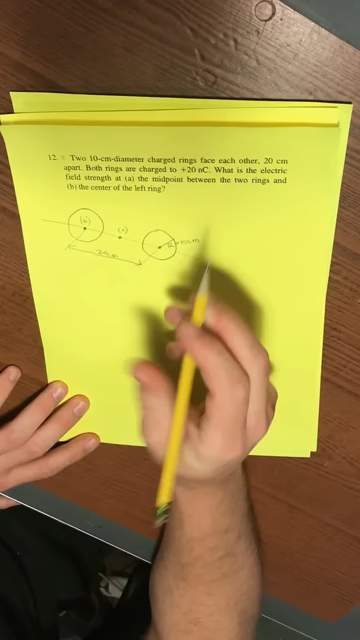 12. Two 10-cm-diameter charged rings face each other, 20 cm
apart. Both rings are charged to +20 nC. What is the electric
field strength at (a) the midpoint between the two rings and
(b) the center of the left ring?
(b)
(a)
20cm